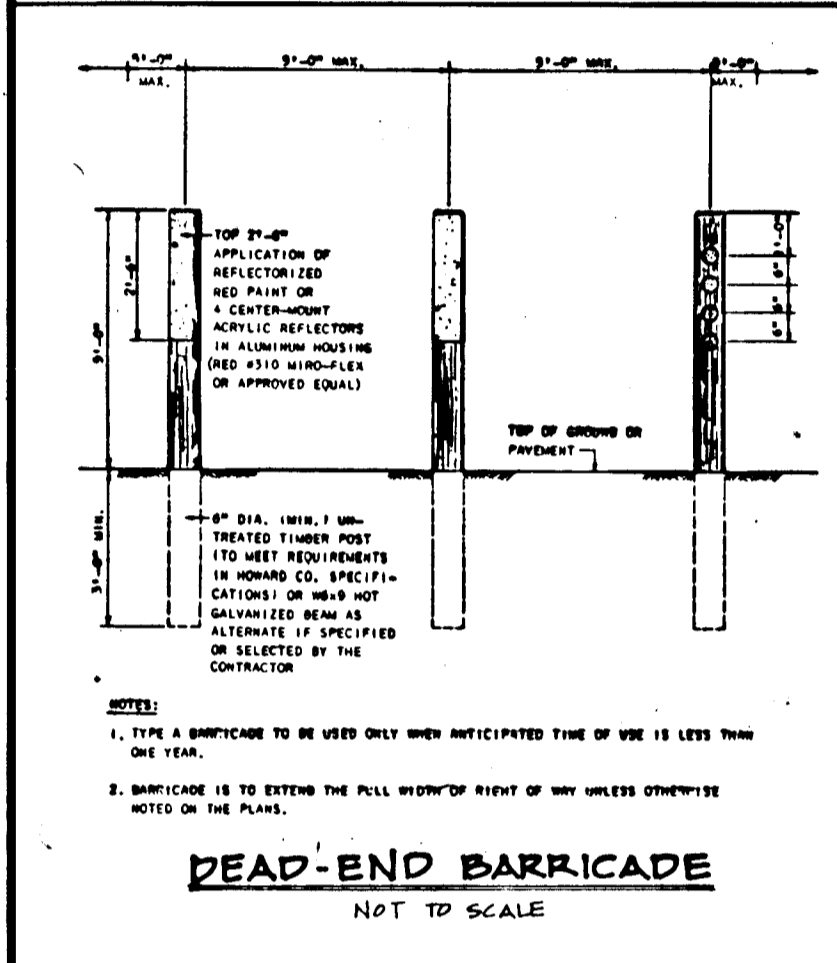 9'-0" MAX. 9'-0" MAX. 9'-0" MAX. 9'-0" MAX.
TOP 2'-6"
APPLICATION OF
REFLECTORIZED
RED PAINT OR
4 CENTER-MOUNT
ACRYLIC REFLECTORS
IN ALUMINUM HOUSING
(RED #310 MIRO-FLEX
OR APPROVED EQUAL)
2'-6"
1'-0"
6"
6"
6"
TOP OF GROUND OR
PAVEMENT
3'-0" MIN.
6" DIA. (MIN.) UN-
TREATED TIMBER POST
(TO MEET REQUIREMENTS
IN HOWARD CO. SPECIFI-
CATIONS) OR W6x9 HOT
GALVANIZED BEAM AS
ALTERNATE IF SPECIFIED
OR SELECTED BY THE
CONTRACTOR
NOTES:
1. TYPE A BARRICADE TO BE USED ONLY WHEN ANTICIPATED TIME OF USE IS LESS THAN
ONE YEAR.
2. BARRICADE IS TO EXTEND THE FULL WIDTH OF RIGHT OF WAY UNLESS OTHERWISE
NOTED ON THE PLANS.
DEAD-END BARRICADE
NOT TO SCALE